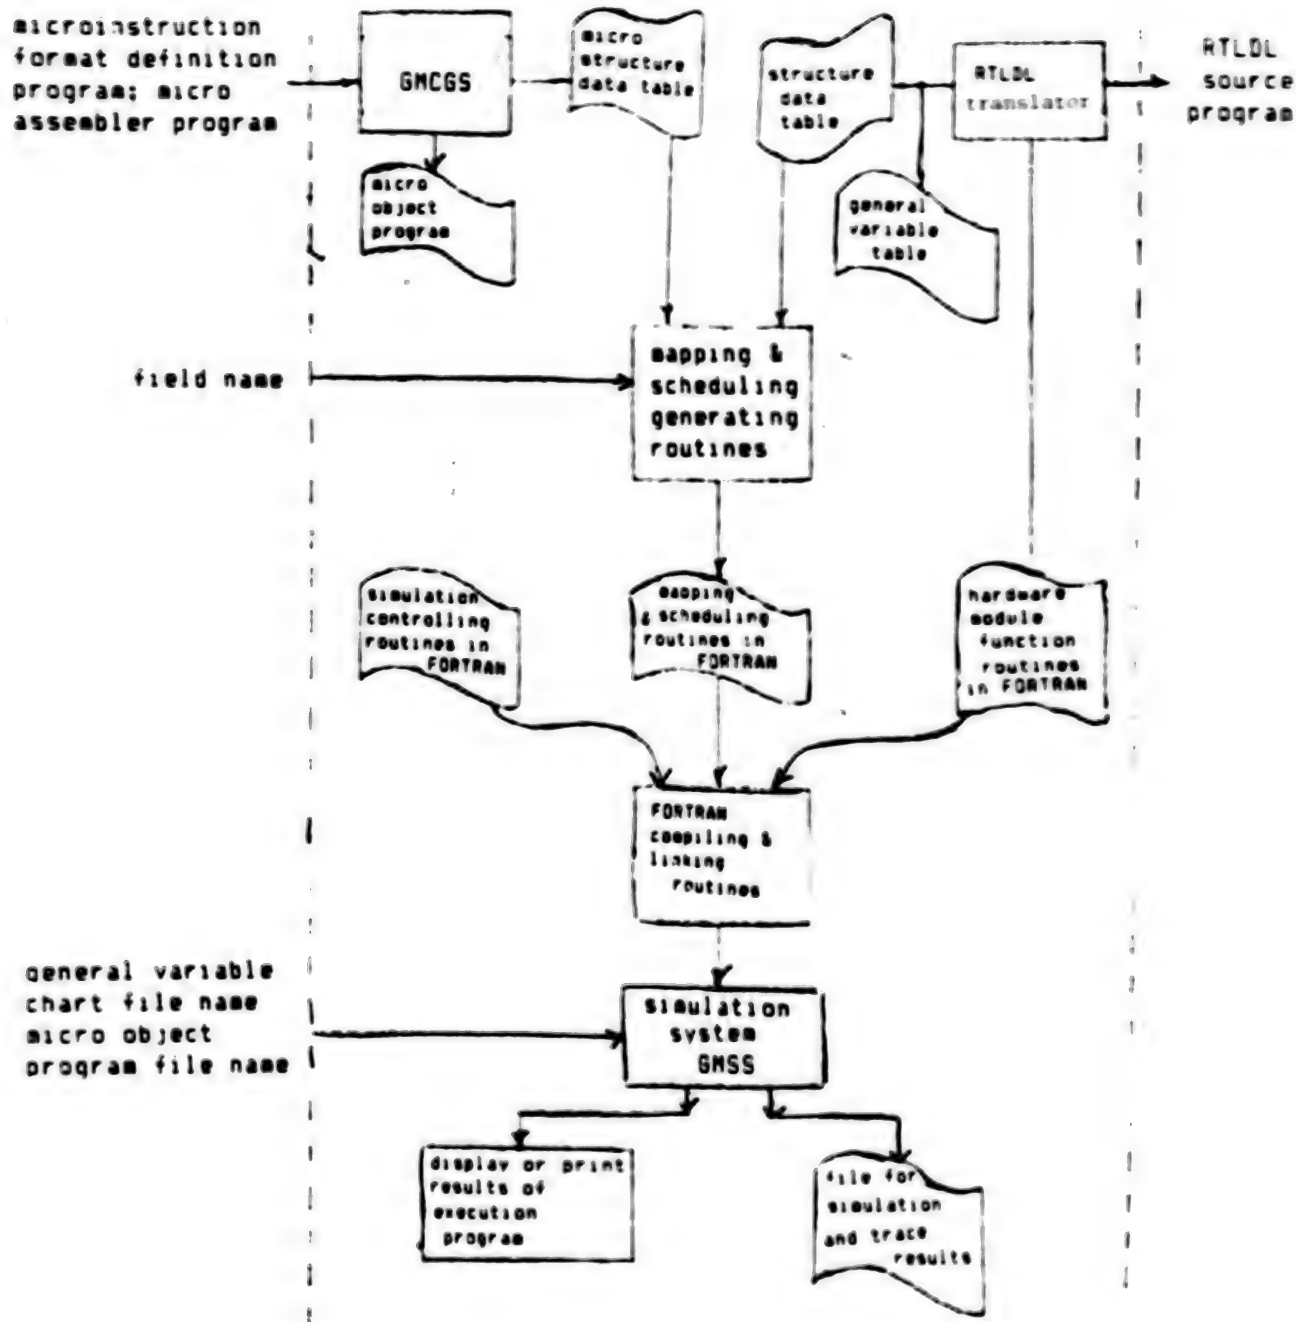 microinstruction
format definition
program; micro
assembler program
GMCGS
micro
structure
data table
structure
data
table
RTLDL
translator
RTLDL
source
program
micro
object
program
general
variable
table
field name
mapping &
scheduling
generating
routines
simulation
controlling
routines in
FORTRAN
mapping
& scheduling
routines in
FORTRAN
hardware
module
function
routines
in FORTRAN
FORTRAN
compiling &
linking
routines
general variable
chart file name
micro object
program file name
simulation
system
GMSS
display or print
results of
execution
program
file for
simulation
and trace
results